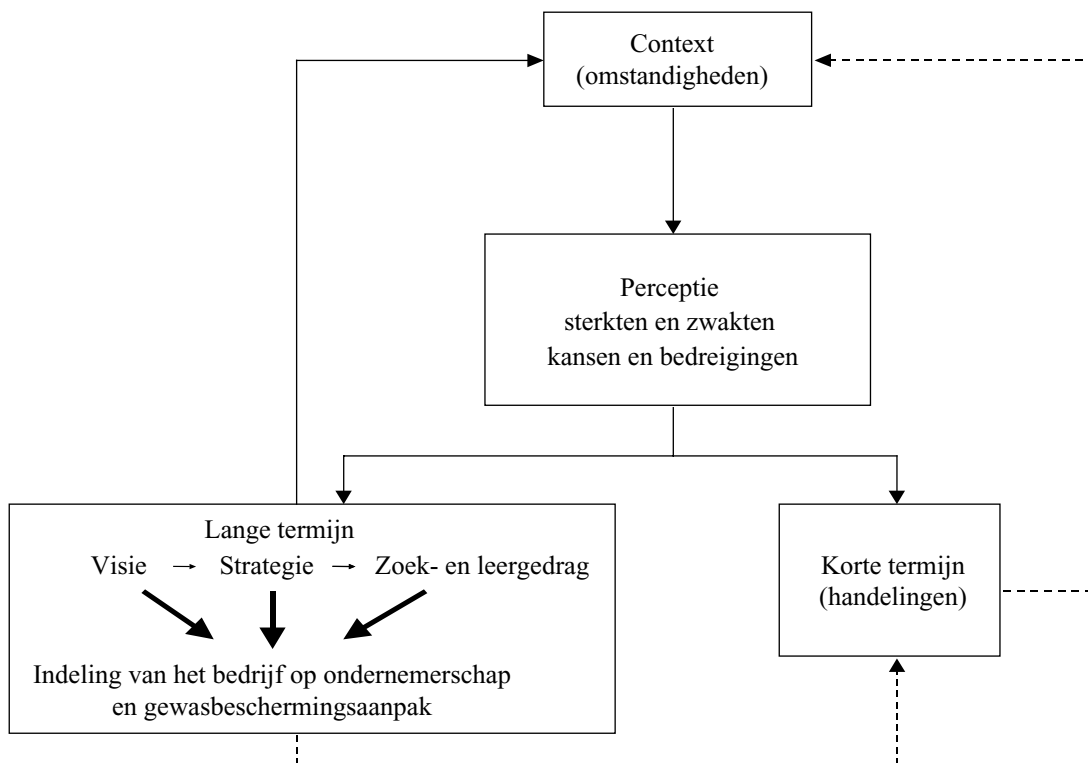 Context
(omstandigheden)
Perceptie
sterkten en zwakten
kansen en bedreigingen
Lange termijn
Visie → Strategie → Zoek- en leergedrag
Indeling van het bedrijf op ondernemerschap
en gewasbeschermingsaanpak
Korte termijn
(handelingen)